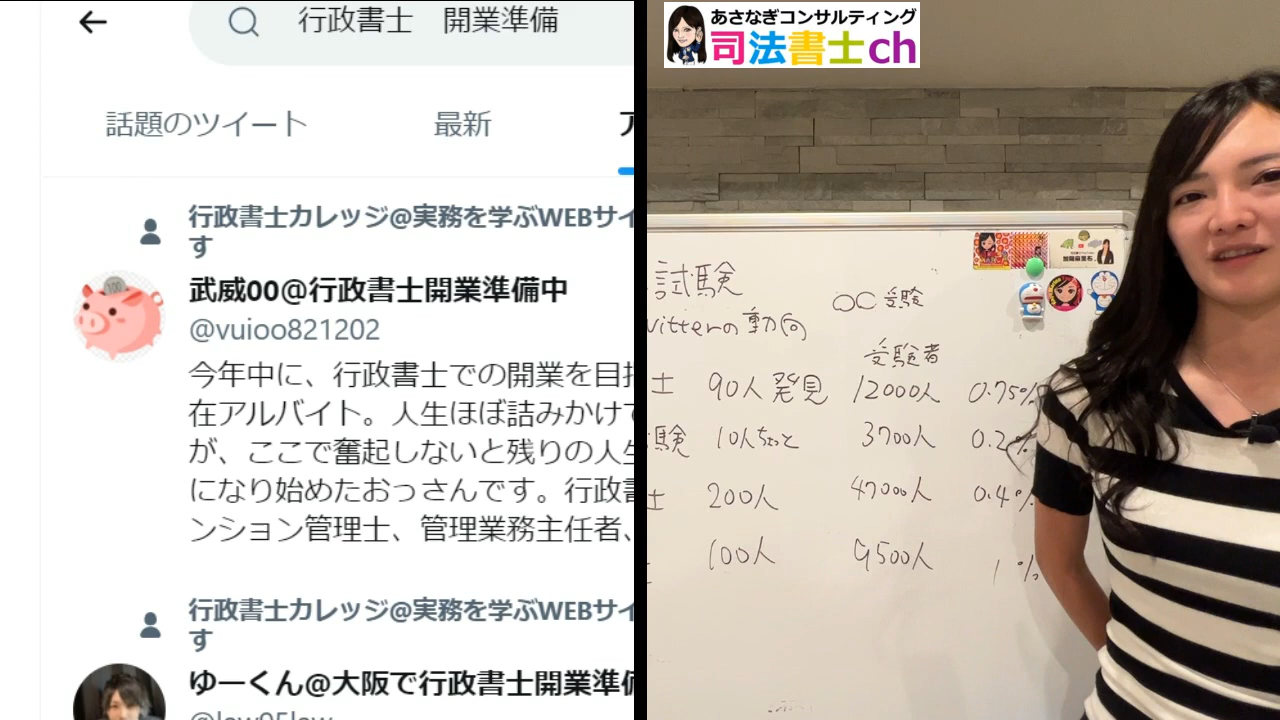 行政書士 開業準備
話題のツイート 最新
行政書士カレッジ@実務を学ぶWEBサイ
す
武威00@行政書士開業準備中
@vuioo821202
今年中に、行政書士での開業を目指
在アルバイト。人生ほぼ詰みかけて
が、ここで奮起しないと残りの人生
になり始めたおっさんです。行政書
ンション管理士、管理業務主任者、
行政書士カレッジ@実務を学ぶWEBサイ
す
ゆーくん@大阪で行政書士開業準備
あさなぎコンサルティング
司法書士ch
試験
witterの動向
〇〇受験
受験者
士 90人発見 12000人 0.75%
試験 10人ちょっと 3700人 0.2%
士 200人 47000人 0.4%
100人 9500人 1%